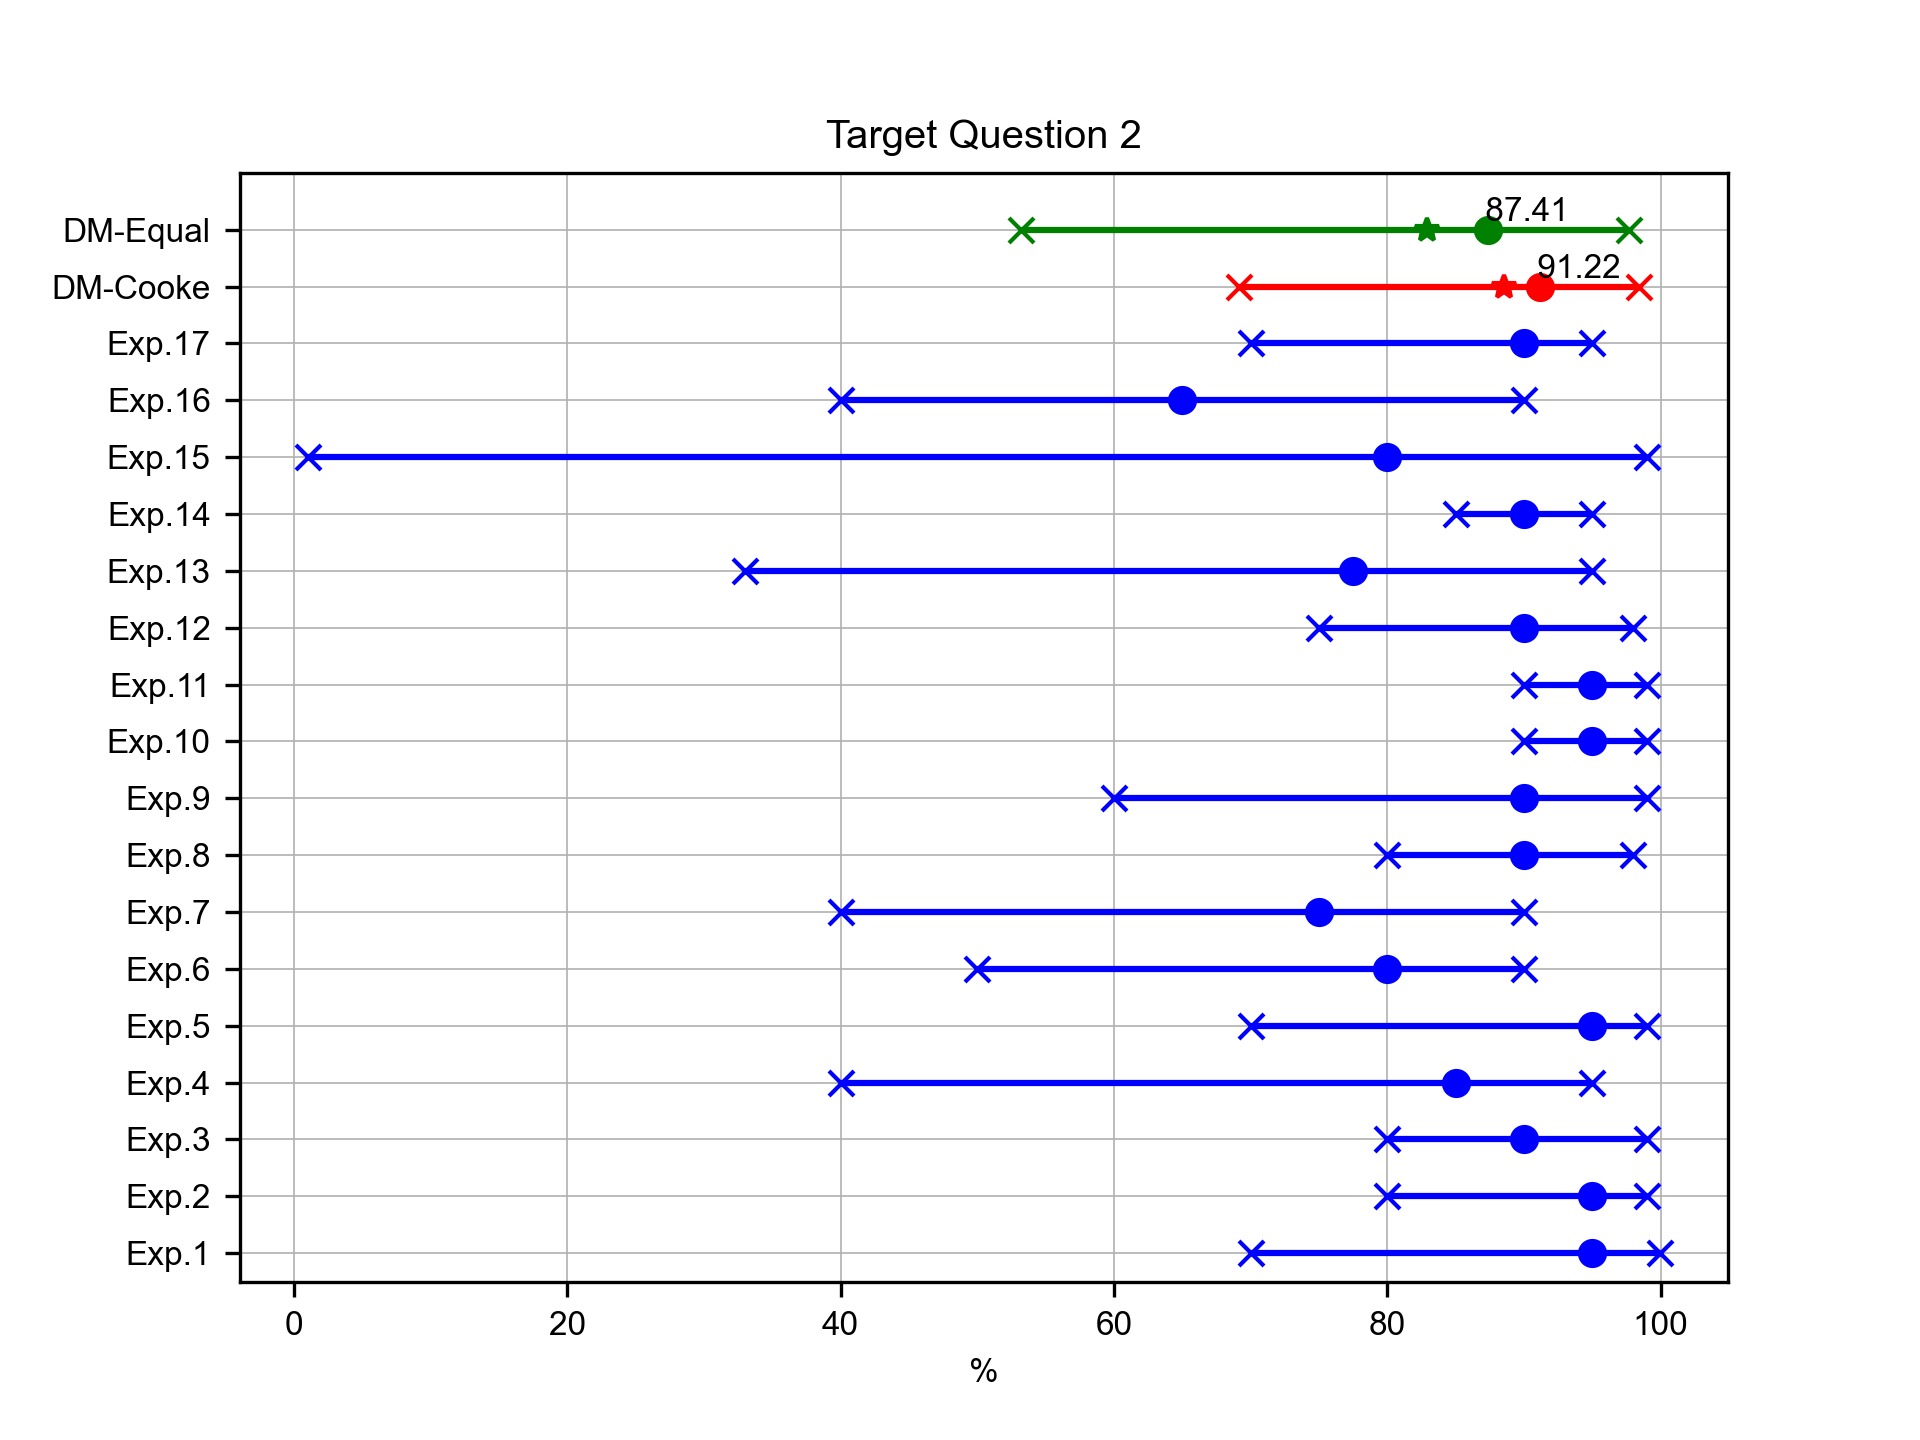 Target Question 2
87.41
DM-Equal
91.22
DM-Cooke
Exp.17
Exp.16
Exp.15
Exp.14
Exp.13
Exp.12
Exp.11
Exp.10
Exp.9
Exp.8
Exp.7
Exp.6
Exp.5
Exp.4
Exp.3
Exp.2
Exp.1
0 20 40 60 80 100
%